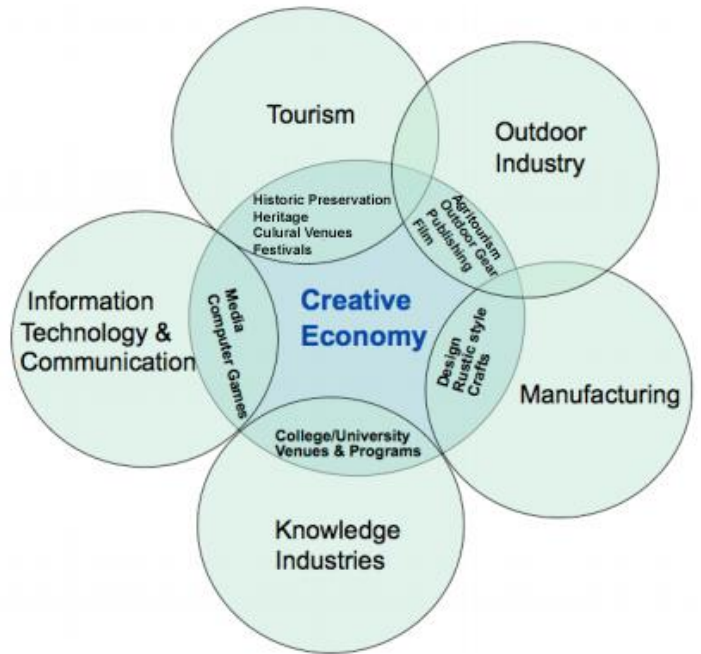 Tourism
Outdoor
Industry
Historic Preservation
Heritage
Culural Venues
Festivals
Agritourism
Outdoor Gear
Publishing
Film
Information
Technology &
Communication
Media
Computer Games
Creative
Economy
Design
Rustic style
Crafts
Manufacturing
College/University
Venues & Programs
Knowledge
Industries